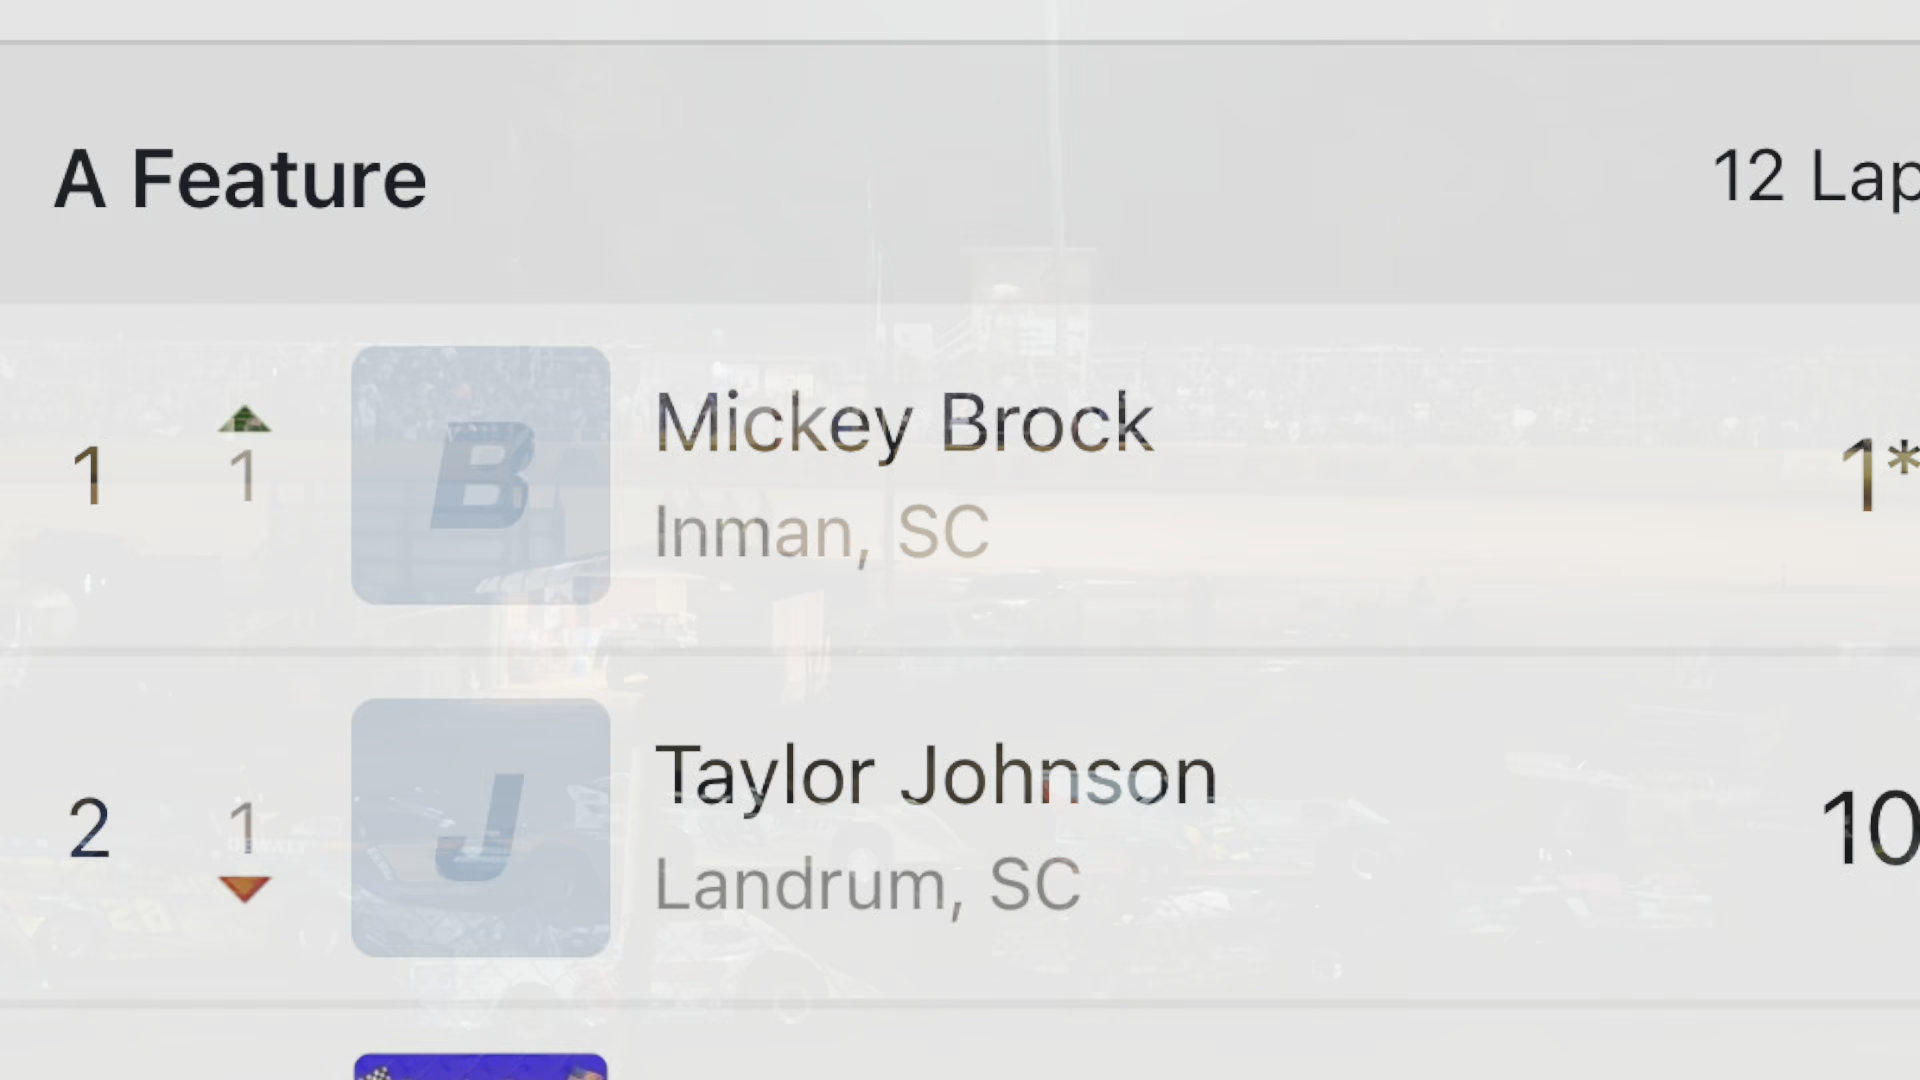 A Feature
12 Lap
1
1
B
Mickey Brock
Inman, SC
1*
2
1
J
Taylor Johnson
Landrum, SC
10